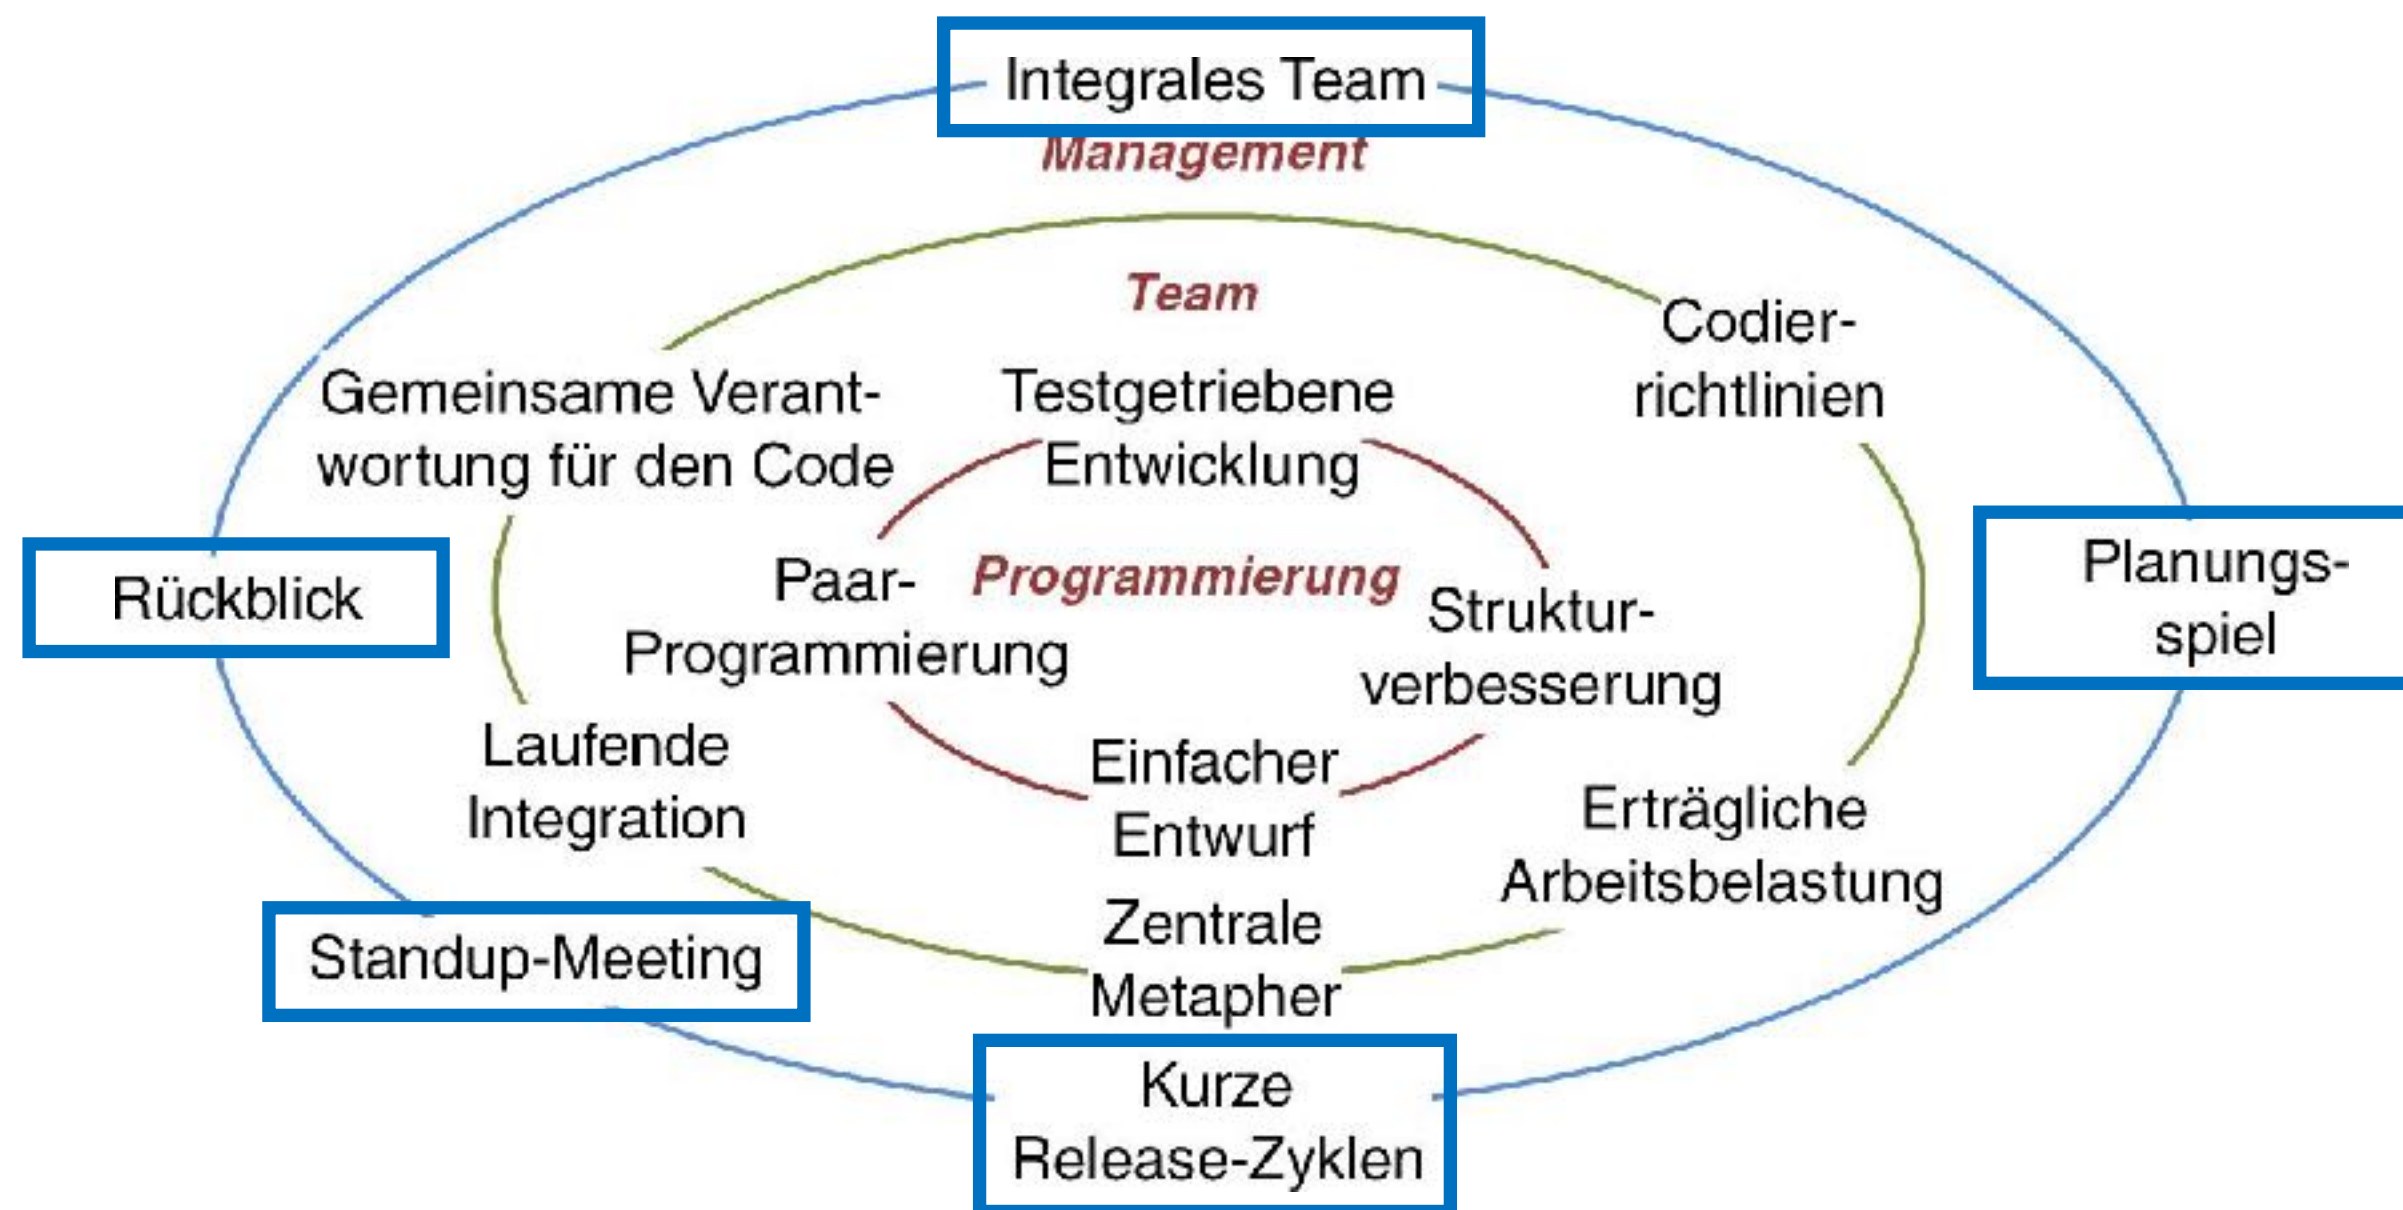 Integrales Team
Management
Team
Codier-
richtlinien
Gemeinsame Verant-
wortung für den Code
Testgetriebene
Entwicklung
Rückblick
Paar-
Programmierung
Programmierung
Struktur-
verbesserung
Planungs-
spiel
Laufende
Integration
Einfacher
Entwurf
Erträgliche
Arbeitsbelastung
Standup-Meeting
Zentrale
Metapher
Kurze
Release-Zyklen